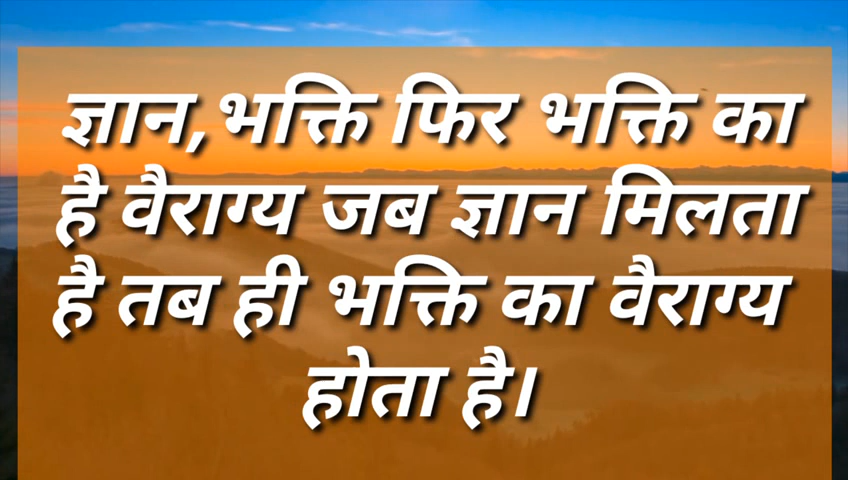 ज्ञान,भक्ति फिर भक्ति का
है वैराग्य जब ज्ञान मिलता
है तब ही भक्ति का वैराग्य
होता है।